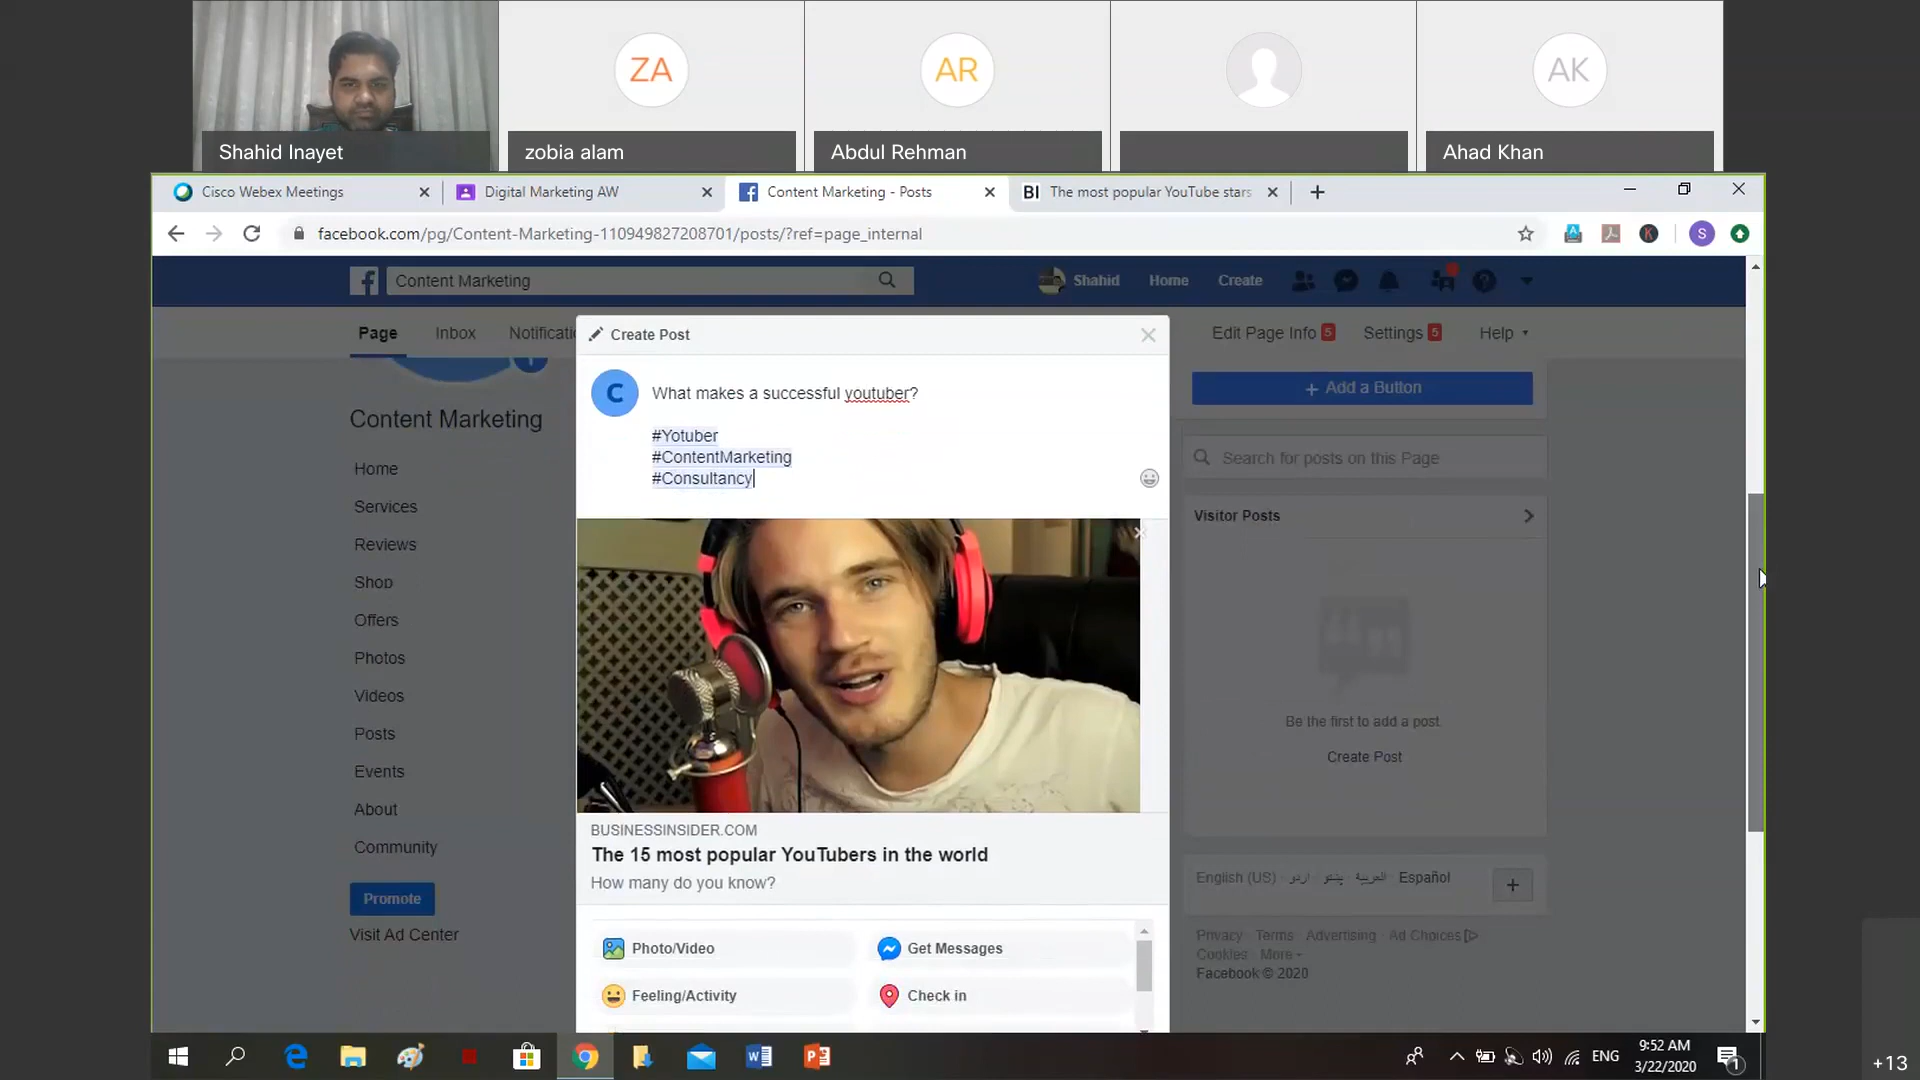 ZA
AR
AK
Shahid Inayet
zobia alam
Abdul Rehman
Ahad Khan
Cisco Webex Meetings
Digital Marketing AW
Content Marketing - Posts
BI The most popular YouTube stars
facebook.com/pg/Content-Marketing-110949827208701/posts/?ref=page_internal
S
Content Marketing
Shahid
Home
Create
Page
Inbox
Notificati
Create Post
Edit Page Info 5
Settings 5
Help
C
What makes a successful youtuber?
#Yotuber
#ContentMarketing
#Consultancy
+ Add a Button
Content Marketing
Search for posts on this Page
Home
Services
Reviews
Shop
Offers
Photos
Videos
Posts
Events
About
Community
Promote
Visit Ad Center
Visitor Posts
Be the first to add a post.
Create Post
BUSINESSINSIDER.COM
The 15 most popular YouTubers in the world
How many do you know?
English (US) · اردو · پښتو · العربية · Español
Privacy · Terms · Advertising · Ad Choices
Cookies · More
Facebook © 2020
Photo/Video
Get Messages
Feeling/Activity
Check in
ENG
9:52 AM
3/22/2020
1
+13